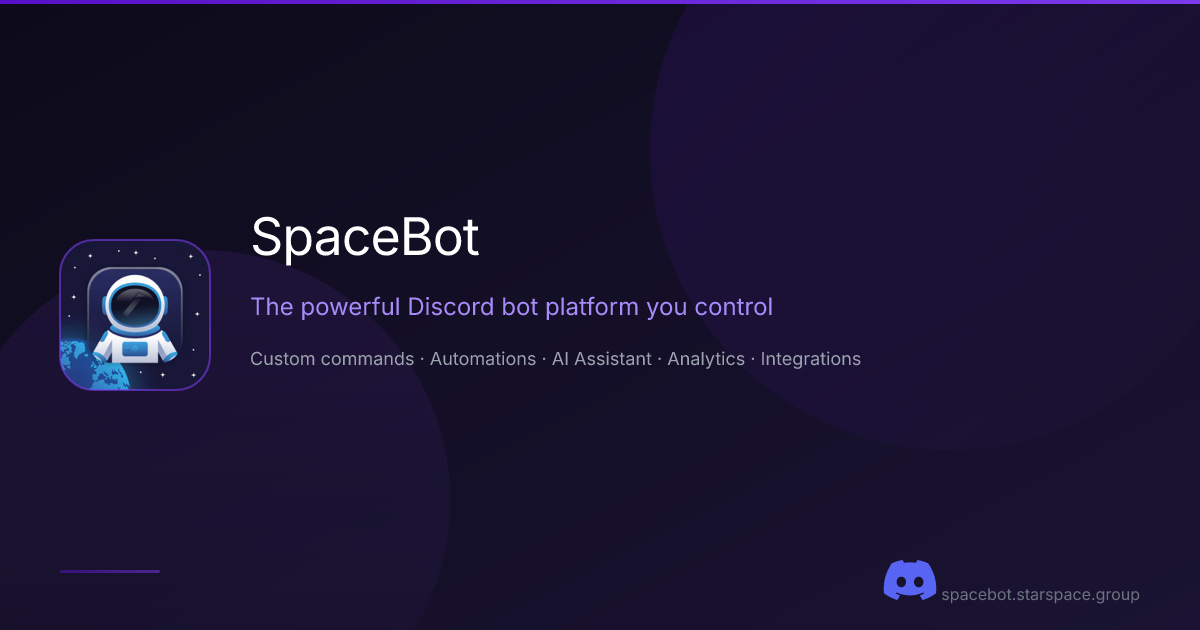 SpaceBot
The powerful Discord bot platform you control
Custom commands · Automations · AI Assistant · Analytics · Integrations
spacebot.starspace.group